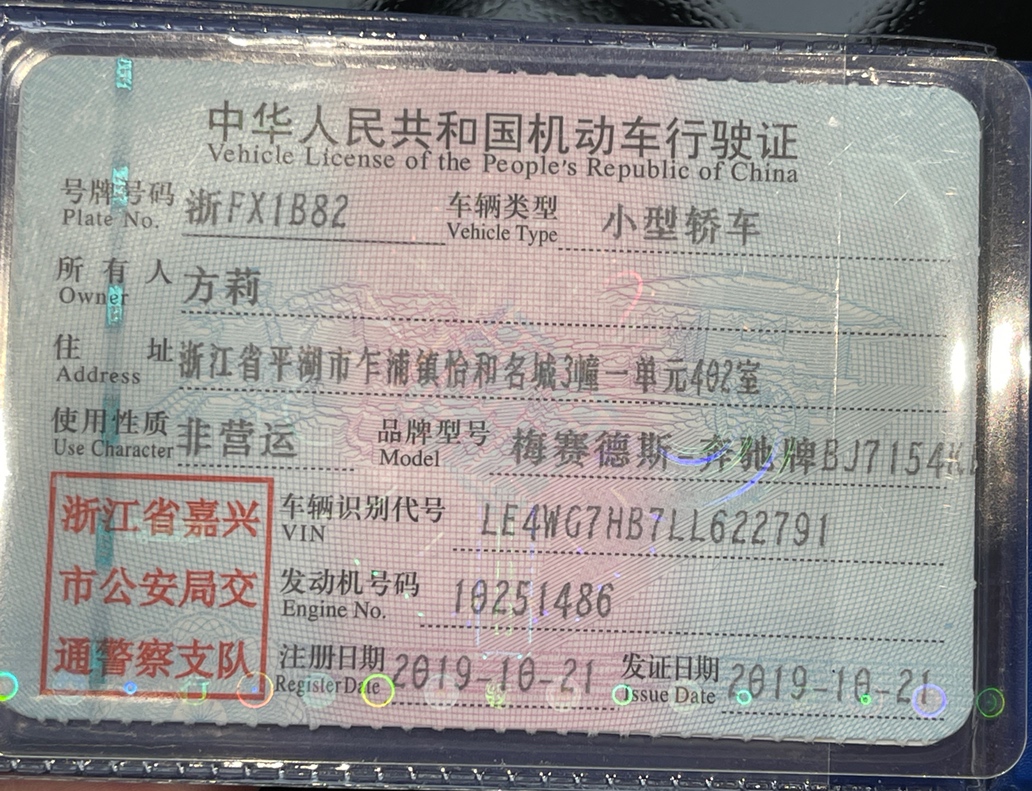 中华人民共和国机动车行驶证
Vehicle License of the People's Republic of China
号牌号码 浙FX1B82 车辆类型 小型轿车
Plate No. Vehicle Type
所有人 方莉
Owner
住址 浙江省平湖市乍浦镇怡和名城3幢一单元402室
Address
使用性质 非营运 品牌型号 梅赛德斯-奔驰牌BJ7154
Use Character Model
浙江省嘉兴
市公安局交
通警察支队
车辆识别代号 LE4WG7HB7LL622791
VIN
发动机号码 10251486
Engine No.
注册日期 2019-10-21 发证日期 2019-10-21
Register Date Issue Date